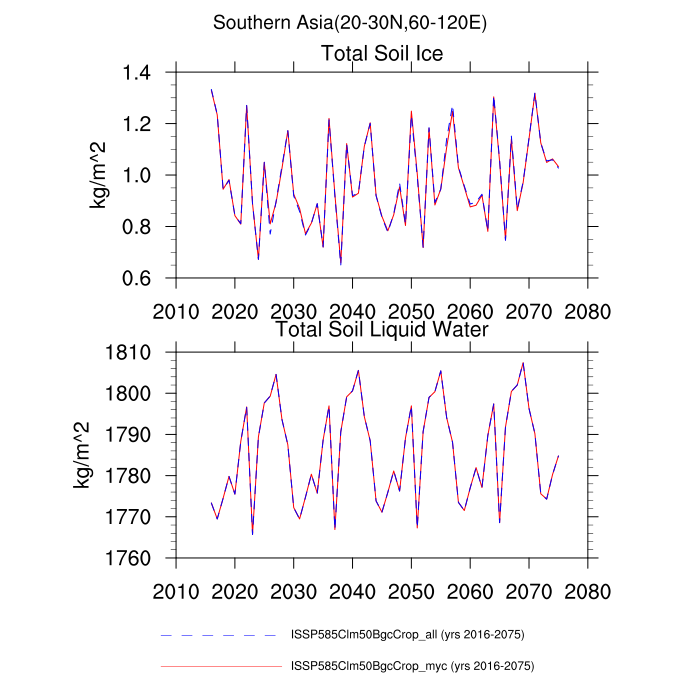 Southern Asia(20-30N,60-120E)
Total Soil Ice
1.4
1.2
1.0
0.8
0.6
kg/m^2
2010 2020 2030 2040 2050 2060 2070 2080
Total Soil Liquid Water
1810
1800
1790
1780
1770
1760
kg/m^2
2010 2020 2030 2040 2050 2060 2070 2080
ISSP585Clm50BgcCrop_all (yrs 2016-2075)
ISSP585Clm50BgcCrop_myc (yrs 2016-2075)